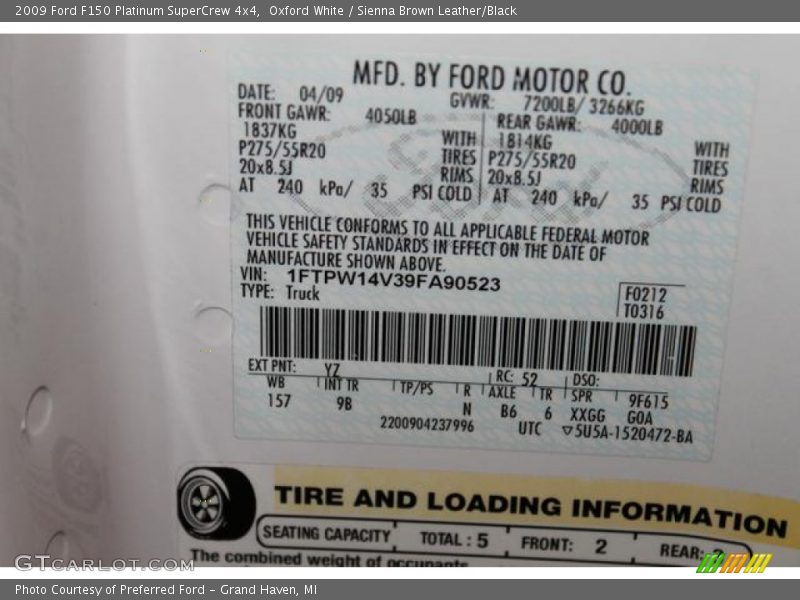 2009 Ford F150 Platinum SuperCrew 4x4, Oxford White / Sienna Brown Leather/Black
MFD. BY FORD MOTOR CO.
DATE: 04/09 GVWR: 7200LB/ 3266KG
FRONT GAWR: 4050LB REAR GAWR: 4000LB
1837KG WITH 1814KG WITH
P275/55R20 TIRES P275/55R20 TIRES
20x8.5J RIMS 20x8.5J RIMS
AT 240 kPa/ 35 PSI COLD AT 240 kPa/ 35 PSI COLD
THIS VEHICLE CONFORMS TO ALL APPLICABLE FEDERAL MOTOR
VEHICLE SAFETY STANDARDS IN EFFECT ON THE DATE OF
MANUFACTURE SHOWN ABOVE.
VIN: 1FTPW14V39FA90523
TYPE: Truck
F0212
T0316
EXT PNT: YZ RC: 52 DSO:
WB INT TR TP/PS R AXLE TR SPR 9F615
157 9B N B6 6 XXGG G0A
2200904237996 UTC ▽5U5A-1520472-BA
TIRE AND LOADING INFORMATION
SEATING CAPACITY TOTAL : 5 FRONT: 2 REAR:
The combined weight of occupants
GTCARLOT.COM
Photo Courtesy of Preferred Ford – Grand Haven, MI